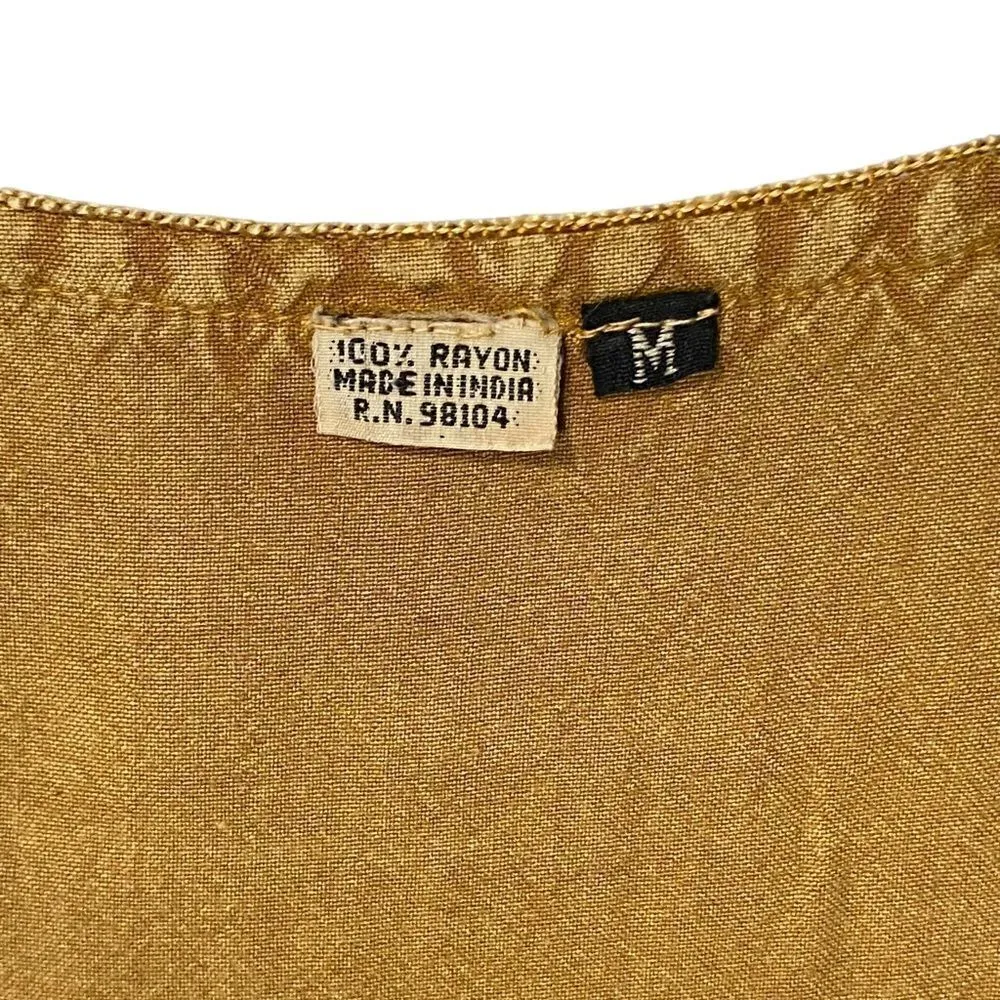 100% RAYON
MADE IN INDIA
R.N. 98104
M